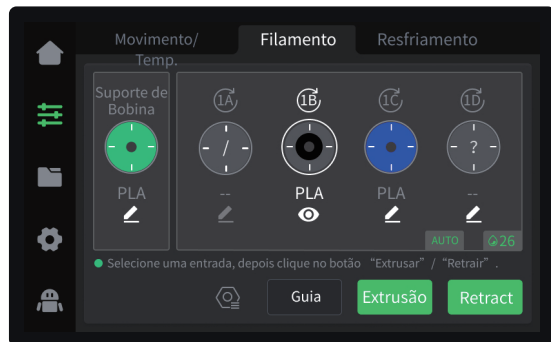 Movimento/
Temp.
Filamento
Resfriamento
Suporte de
Bobina
PLA
1A
/
--
1B
PLA
1C
PLA
1D
?
--
AUTO
26
Selecione uma entrada, depois clique no botão “Extrusar” / “Retrair” .
Guia
Extrusão
Retract